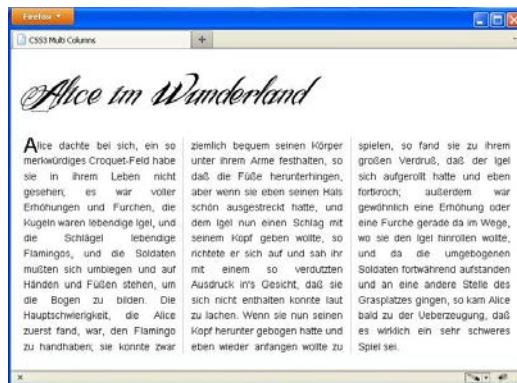 Firefox
CSS3 Multi Columns
Alice im Wunderland
Alice dachte bei sich, ein so
merkwürdiges Croquet-Feld habe
sie in ihrem Leben nicht
gesehen; es war voller
Erhöhungen und Furchen, die
Kugeln waren lebendige Igel, und
die Schlägel lebendige
Flamingos, und die Soldaten
mußten sich umbiegen und auf
Händen und Füßen stehen, um
die Bogen zu bilden. Die
Hauptschwierigkeit, die Alice
zuerst fand, war, den Flamingo
zu handhaben; sie konnte zwar
ziemlich bequem seinen Körper
unter ihrem Arme festhalten, so
daß die Füße herunterhingen,
aber wenn sie eben seinen Hals
schön ausgestreckt hatte, und
dem Igel nun einen Schlag mit
seinem Kopf geben wollte, so
richtete er sich auf und sah ihr
mit einem so verdutzten
Ausdruck in's Gesicht, daß sie
sich nicht enthalten konnte laut
zu lachen. Wenn sie nun seinen
Kopf herunter gebogen hatte und
eben wieder anfangen wollte zu
spielen, so fand sie zu ihrem
großen Verdruß, daß der Igel
sich aufgerollt hatte und eben
fortkroch; außerdem war
gewöhnlich eine Erhöhung oder
eine Furche gerade da im Wege,
wo sie den Igel hinrollen wollte,
und da die umgebogenen
Soldaten fortwährend aufstanden
und an eine andere Stelle des
Grasplatzes gingen, so kam Alice
bald zu der Ueberzeugung, daß
es wirklich ein sehr schweres
Spiel sei.